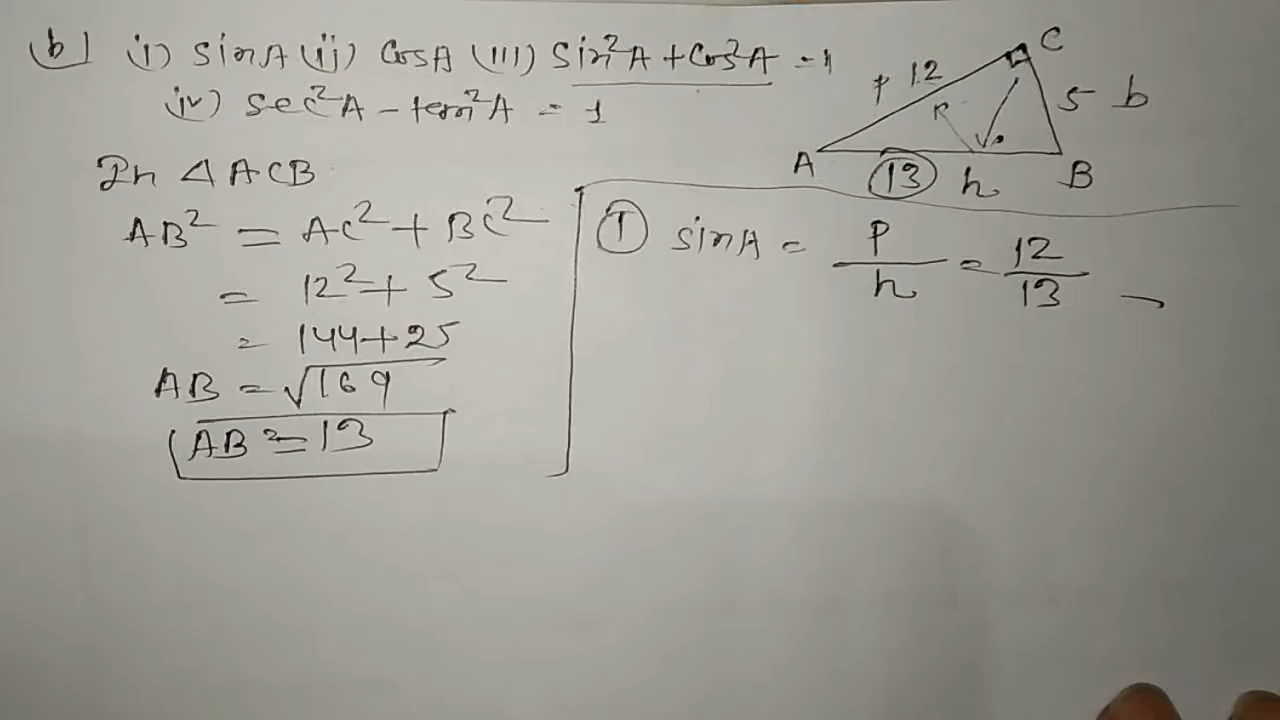 (b) (i) SinA (ii) CosA (III) Sin²A + Cos²A = 1
(iv) Sec²A - tan²A = 1
C
p 12
5 b
R
A
13 h
B
In △ ACB
AB² = AC² + BC²
= 12² + 5²
= 144 + 25
AB = √169
AB = 13
① sinA = p/h = 12/13